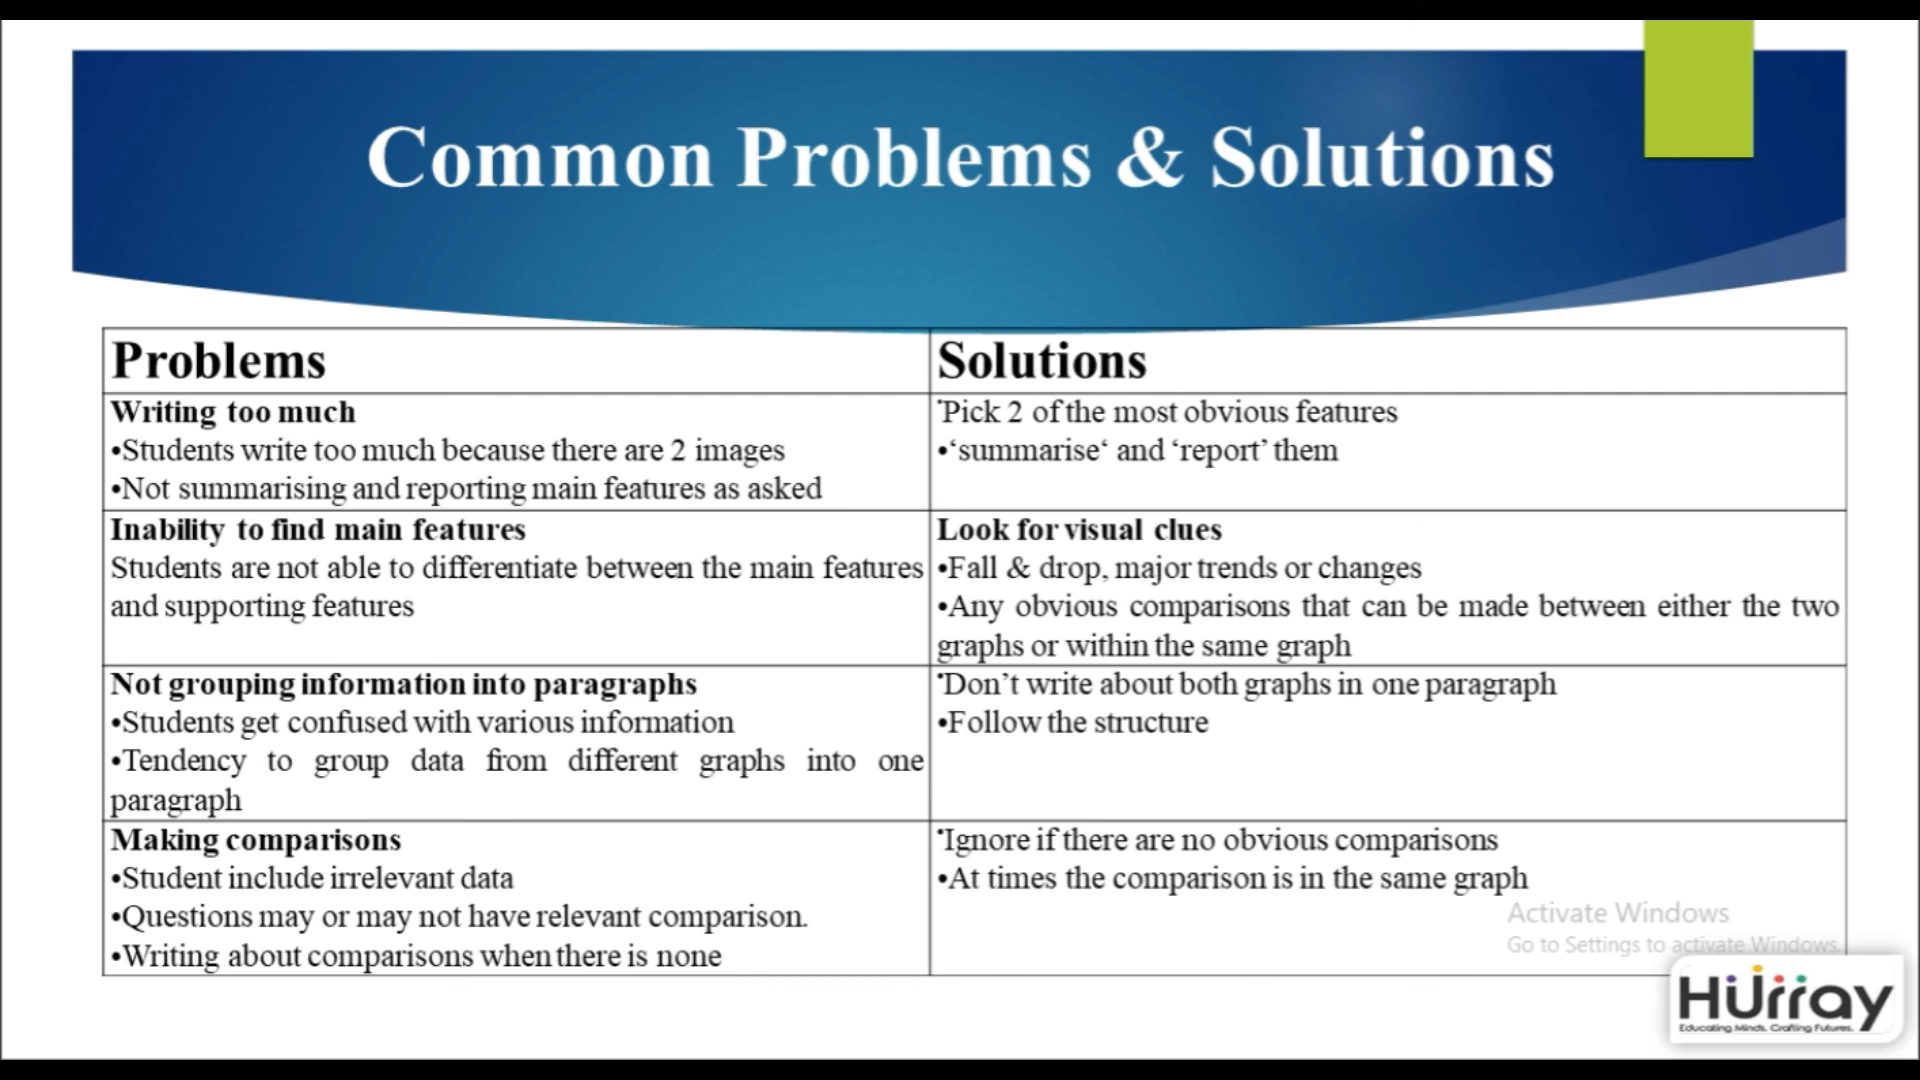 Common Problems & Solutions
Problems
Solutions
Writing too much
•Students write too much because there are 2 images
•Not summarising and reporting main features as asked
•Pick 2 of the most obvious features
•‘summarise‘ and ‘report’ them
Inability to find main features
Students are not able to differentiate between the main features
and supporting features
Look for visual clues
•Fall & drop, major trends or changes
•Any obvious comparisons that can be made between either the two
graphs or within the same graph
Not grouping information into paragraphs
•Students get confused with various information
•Tendency to group data from different graphs into one
paragraph
•Don’t write about both graphs in one paragraph
•Follow the structure
Making comparisons
•Student include irrelevant data
•Questions may or may not have relevant comparison.
•Writing about comparisons when there is none
•Ignore if there are no obvious comparisons
•At times the comparison is in the same graph
Activate Windows
Go to Settings to activate Windows.
Hurray
Educating Minds. Crafting Futures.